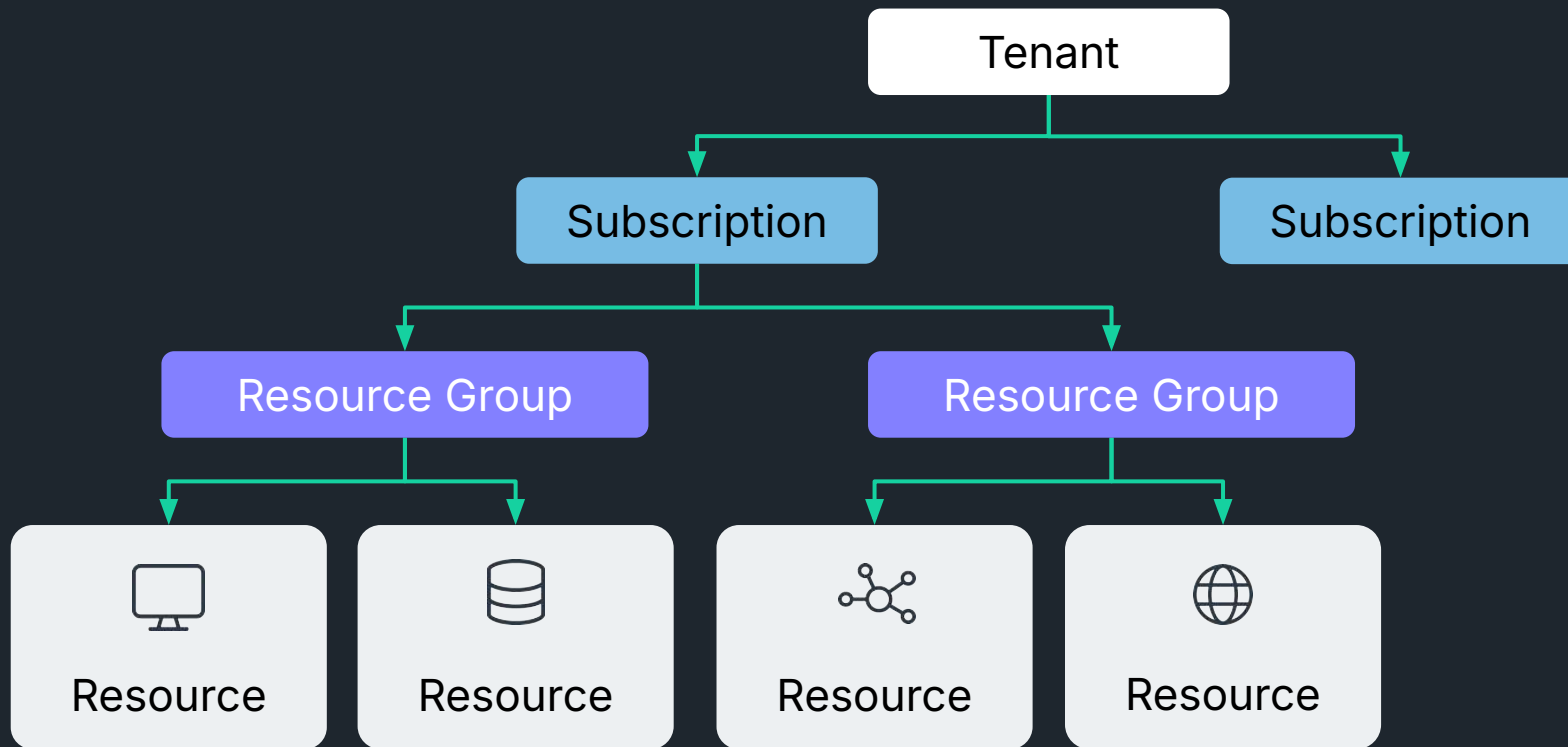 Tenant
Subscription
Subscription
Resource Group
Resource Group
Resource
Resource
Resource
Resource